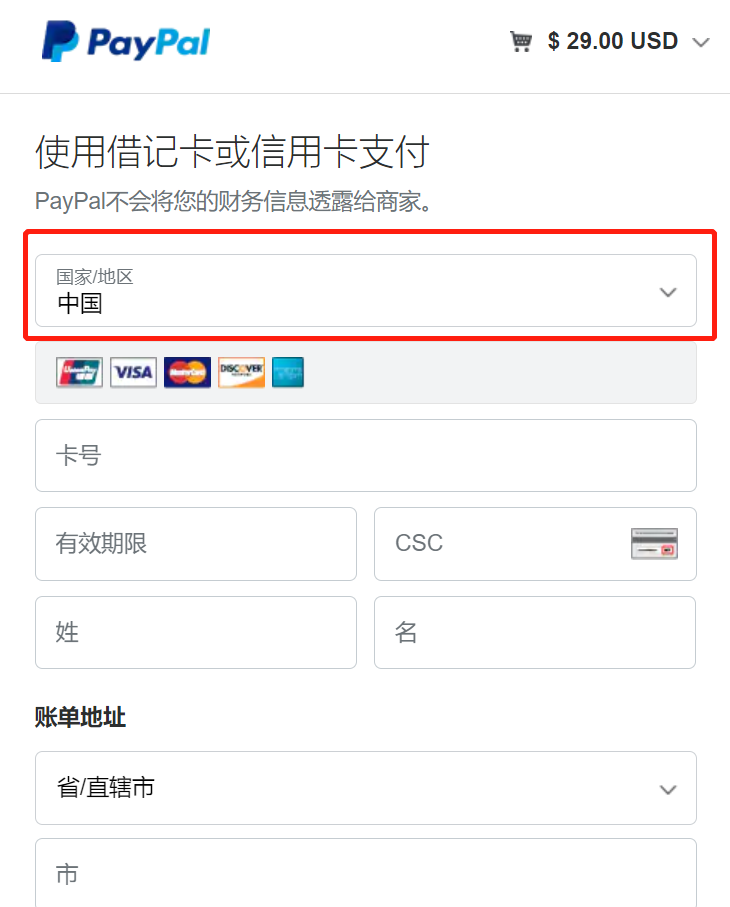 PayPal
$ 29.00 USD
使用借记卡或信用卡支付
PayPal不会将您的财务信息透露给商家。
国家/地区
中国
UnionPay VISA MasterCard DISCOVER
卡号
有效期限 CSC
姓 名
账单地址
省/直辖市
市